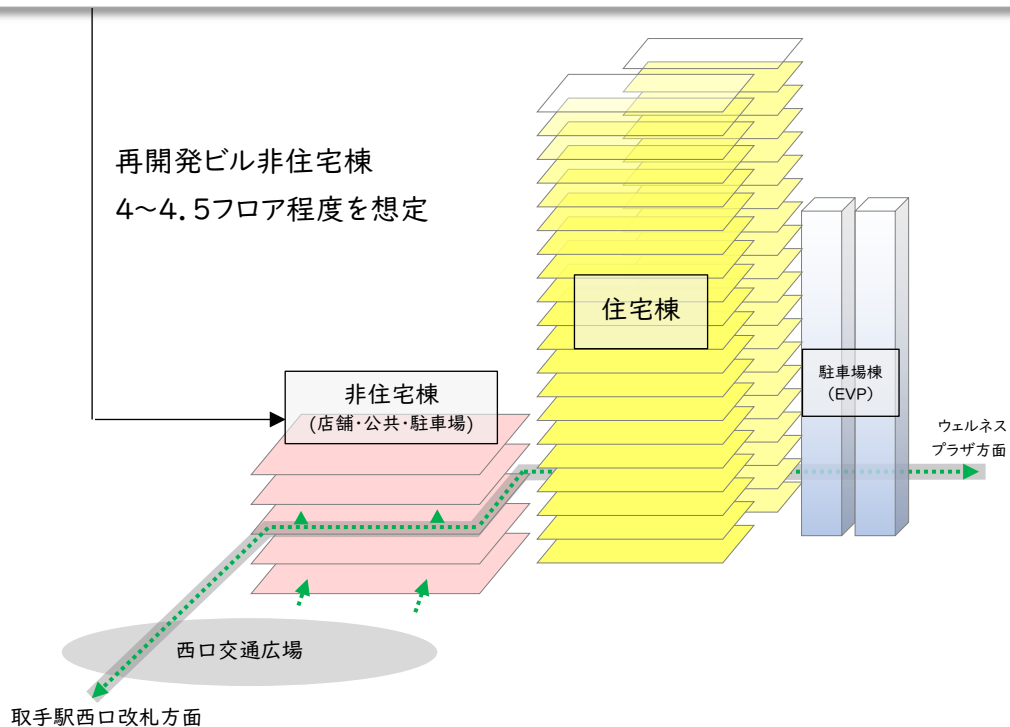 再開発ビル非住宅棟
4~4.5フロア程度を想定
住宅棟
駐車場棟
(EVP)
非住宅棟
(店舗・公共・駐車場)
ウェルネス
プラザ方面
西口交通広場
取手駅西口改札方面